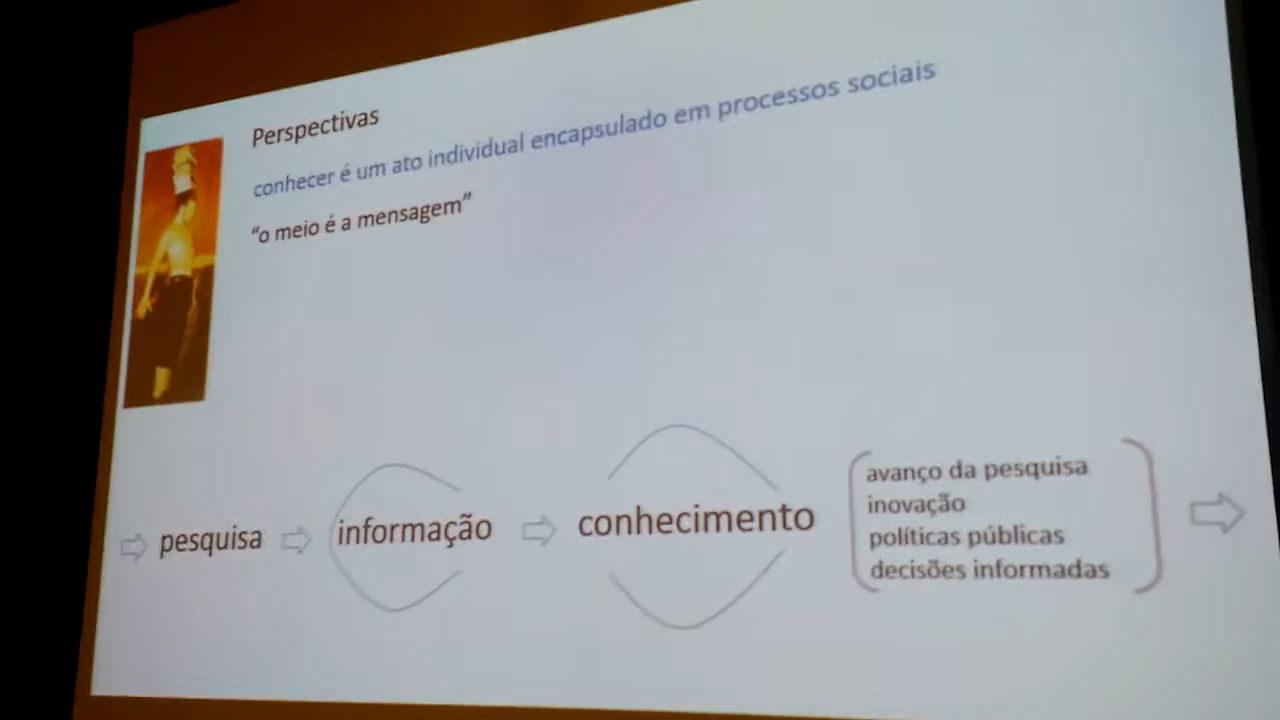 Perspectivas
conhecer é um ato individual encapsulado em processos sociais
“o meio é a mensagem”
pesquisa
informação
conhecimento
avanço da pesquisa
inovação
políticas públicas
decisões informadas